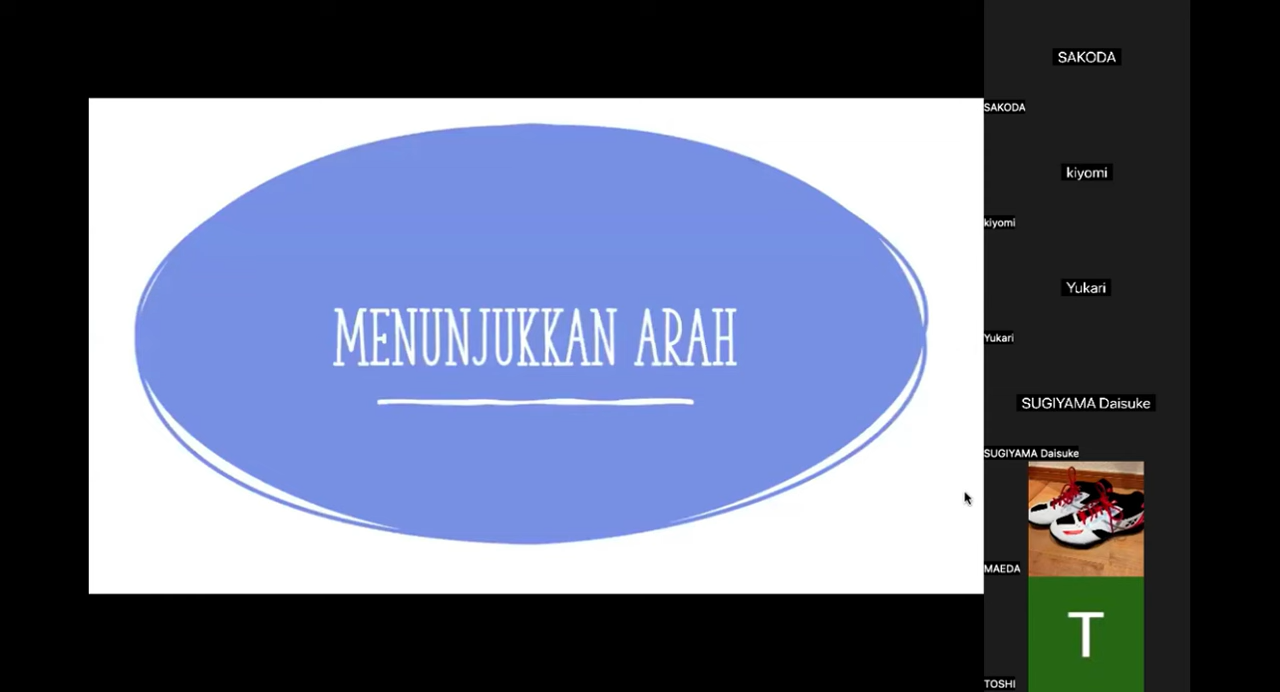 MENUNJUKKAN ARAH
SAKODA
SAKODA
kiyomi
kiyomi
Yukari
Yukari
SUGIYAMA Daisuke
SUGIYAMA Daisuke
MAEDA
T
TOSHI